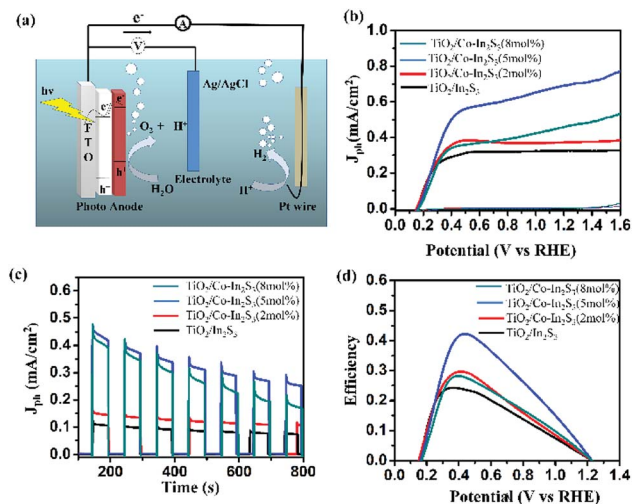 (a)
e⁻
A
V
Ag/AgCl
hν
e⁻
e⁻
F
T
O
O₂ +
H⁺
H₂
h⁺
h⁺
H₂O
Electrolyte
H⁺
Photo Anode
Pt wire
(b)
TiO₂/Co-In₂S₃(8mol%)
TiO₂/Co-In₂S₃(5mol%)
TiO₂/Co-In₂S₃(2mol%)
TiO₂/In₂S₃
Jph (mA/cm²)
1.0
0.8
0.6
0.4
0.2
0.0
0.0 0.2 0.4 0.6 0.8 1.0 1.2 1.4 1.6
Potential (V vs RHE)
(c)
TiO₂/Co-In₂S₃(8mol%)
TiO₂/Co-In₂S₃(5mol%)
TiO₂/Co-In₂S₃(2mol%)
TiO₂/In₂S₃
Jph (mA/cm²)
0.7
0.6
0.5
0.4
0.3
0.2
0.1
0.0
200 400 600 800
Time (s)
(d)
TiO₂/Co-In₂S₃(8mol%)
TiO₂/Co-In₂S₃(5mol%)
TiO₂/Co-In₂S₃(2mol%)
TiO₂/In₂S₃
Efficiency
0.6
0.5
0.4
0.3
0.2
0.1
0.0
0.0 0.2 0.4 0.6 0.8 1.0 1.2 1.4
Potential (V vs RHE)